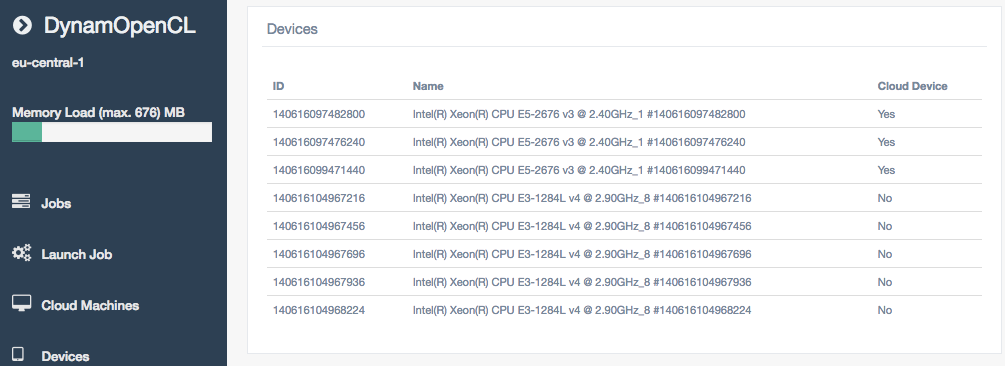 DynamOpenCL
eu-central-1
Memory Load (max. 676) MB
Jobs
Launch Job
Cloud Machines
Devices
Devices
ID Name Cloud Device
140616097482800 Intel(R) Xeon(R) CPU E5-2676 v3 @ 2.40GHz_1 #140616097482800 Yes
140616097476240 Intel(R) Xeon(R) CPU E5-2676 v3 @ 2.40GHz_1 #140616097476240 Yes
140616099471440 Intel(R) Xeon(R) CPU E5-2676 v3 @ 2.40GHz_1 #140616099471440 Yes
140616104967216 Intel(R) Xeon(R) CPU E3-1284L v4 @ 2.90GHz_8 #140616104967216 No
140616104967456 Intel(R) Xeon(R) CPU E3-1284L v4 @ 2.90GHz_8 #140616104967456 No
140616104967696 Intel(R) Xeon(R) CPU E3-1284L v4 @ 2.90GHz_8 #140616104967696 No
140616104967936 Intel(R) Xeon(R) CPU E3-1284L v4 @ 2.90GHz_8 #140616104967936 No
140616104968224 Intel(R) Xeon(R) CPU E3-1284L v4 @ 2.90GHz_8 #140616104968224 No